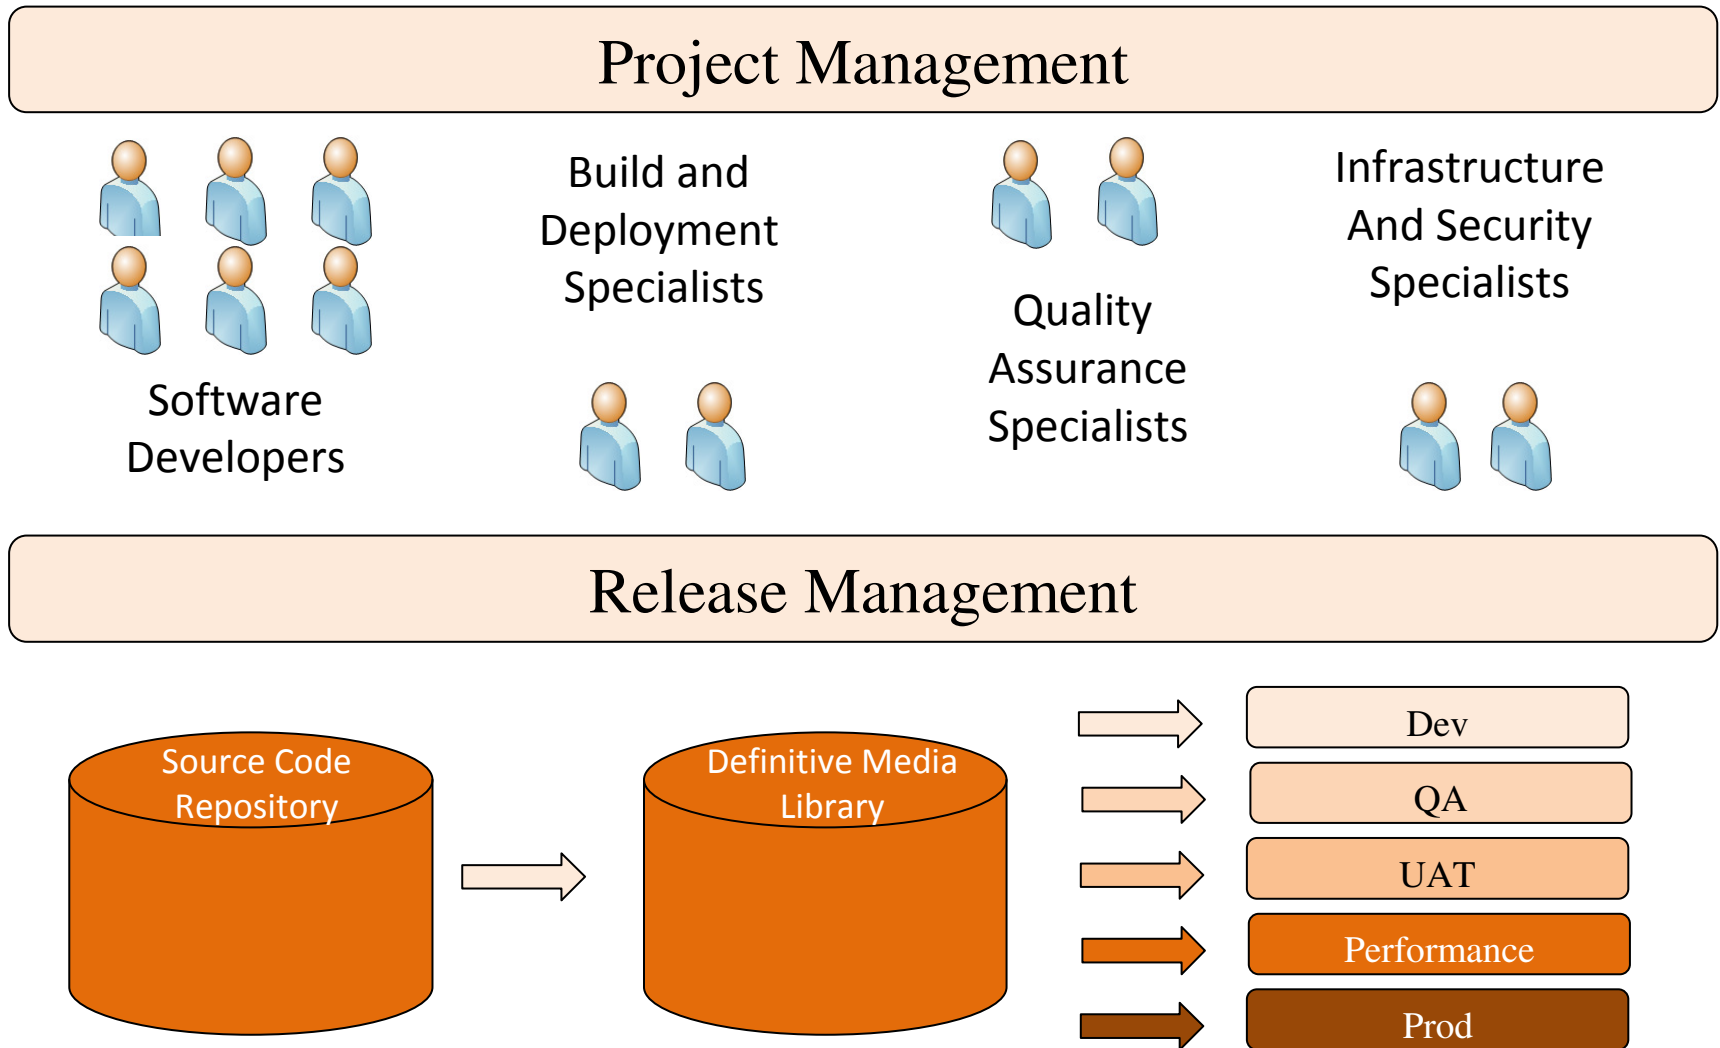 Project Management
Software
Developers
Build and
Deployment
Specialists
Quality
Assurance
Specialists
Infrastructure
And Security
Specialists
Release Management
Source Code
Repository
Definitive Media
Library
Dev
QA
UAT
Performance
Prod